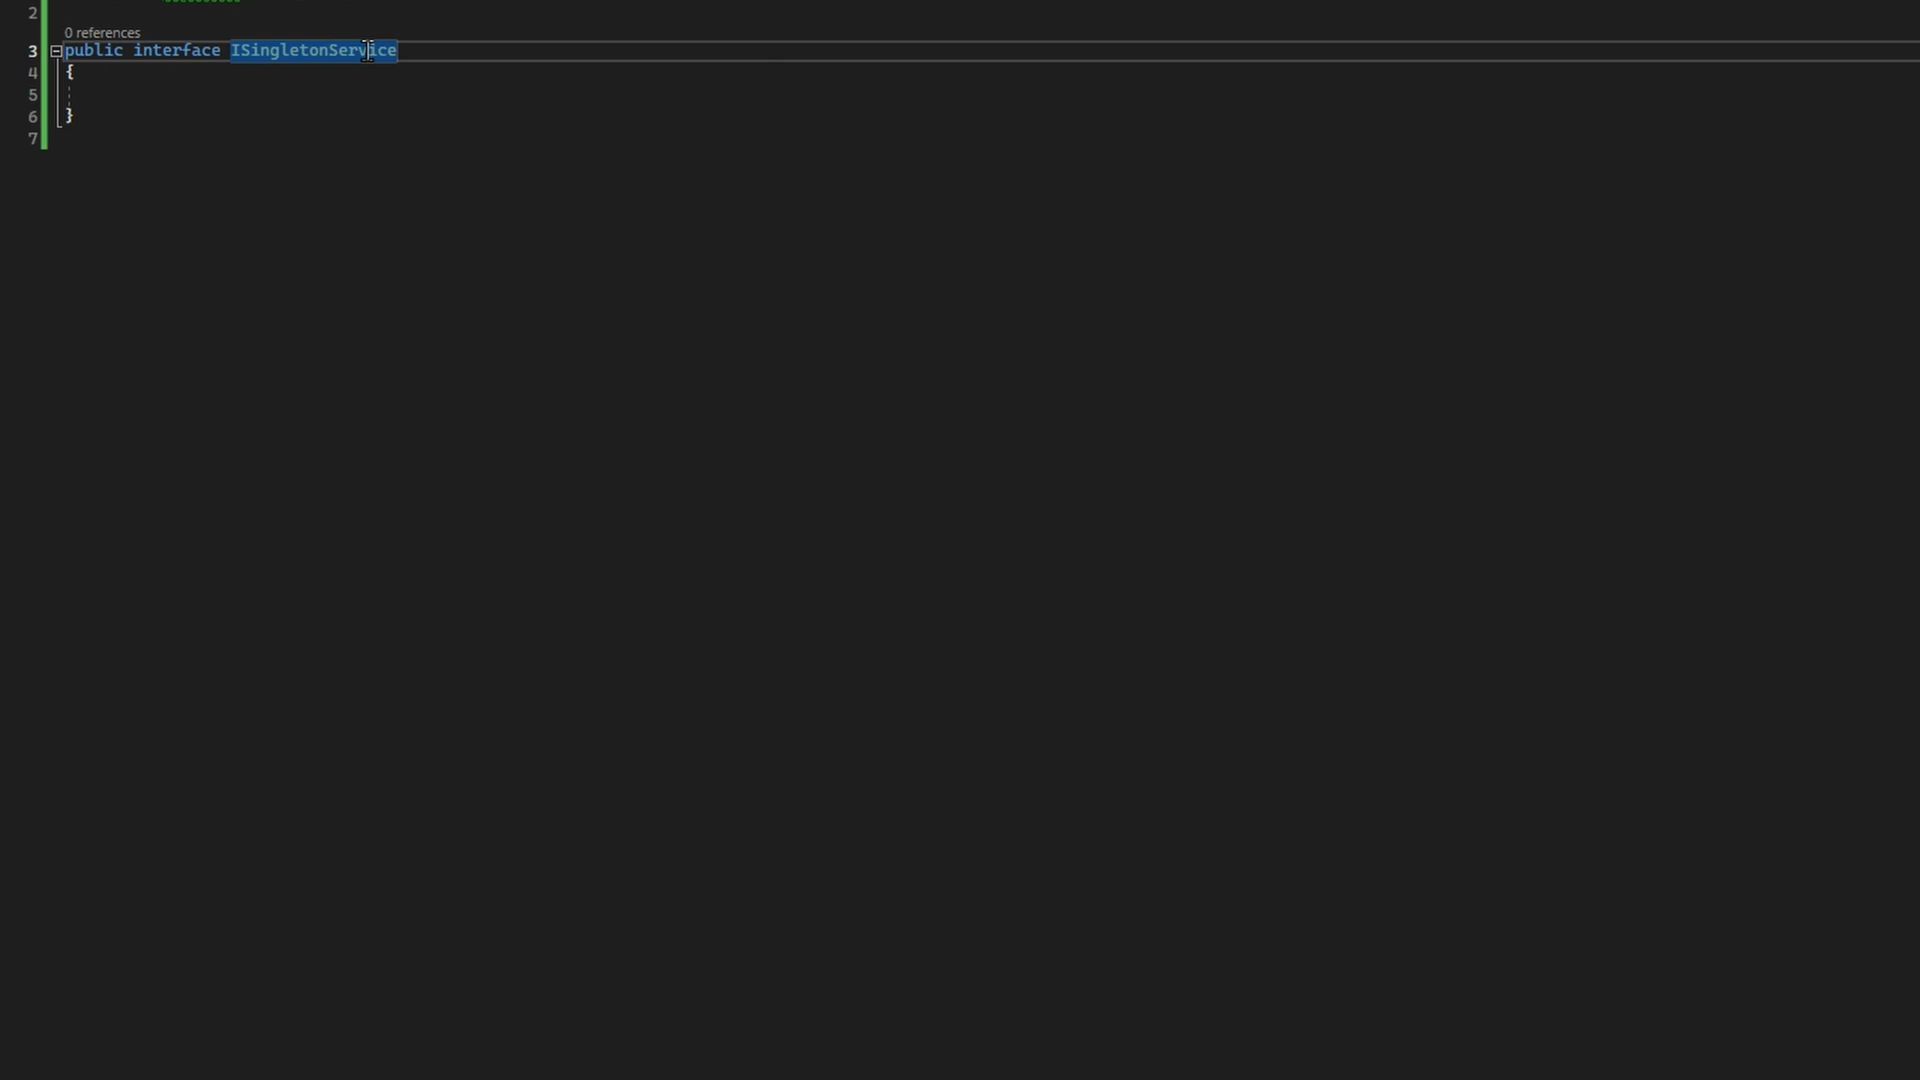 2
0 references
3 public interface ISingletonService
4 {
5
6 }
7